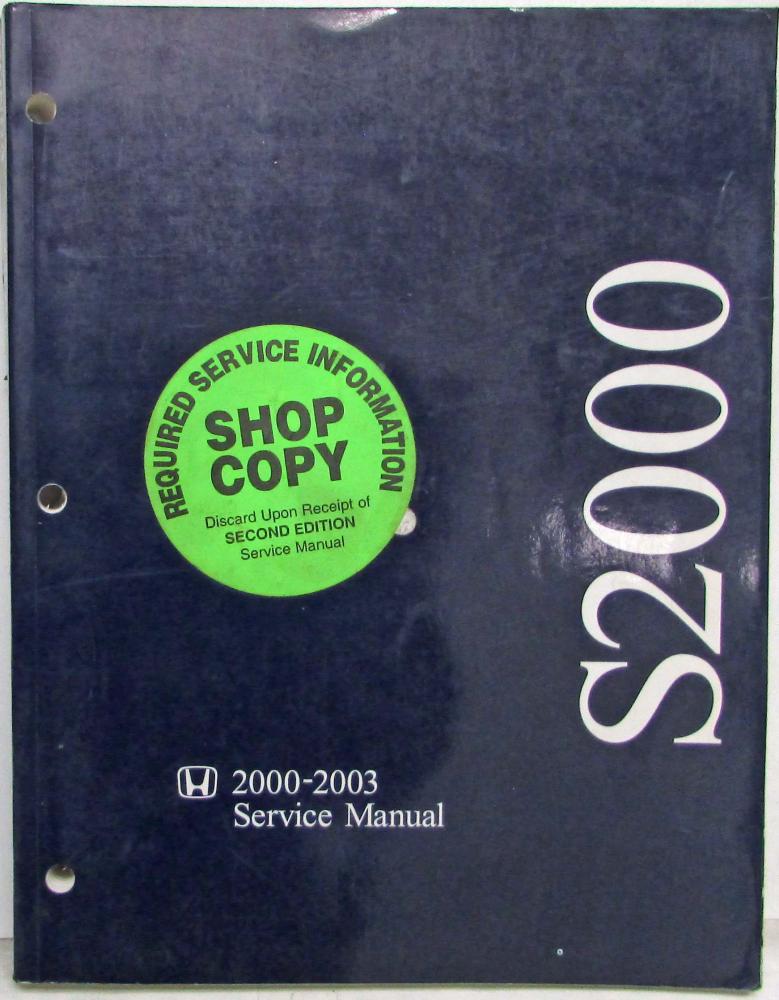 REQUIRED SERVICE INFORMATION
SHOP
COPY
Discard Upon Receipt of
SECOND EDITION
Service Manual
S2000
2000-2003
Service Manual